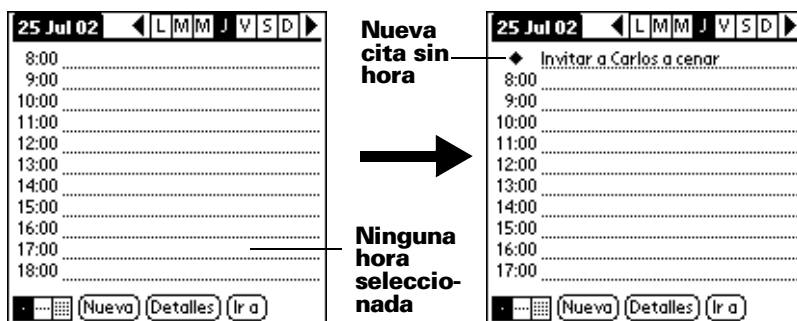 25 Jul 02 L M M J V S D
8:00
9:00
10:00
11:00
12:00
13:00
14:00
15:00
16:00
17:00
18:00
Nueva Detalles Ir a
Nueva
cita sin
hora
Ninguna
hora
seleccio-
nada
25 Jul 02 L M M J V S D
Invitar a Carlos a cenar
8:00
9:00
10:00
11:00
12:00
13:00
14:00
15:00
16:00
17:00
Nueva Detalles Ir a